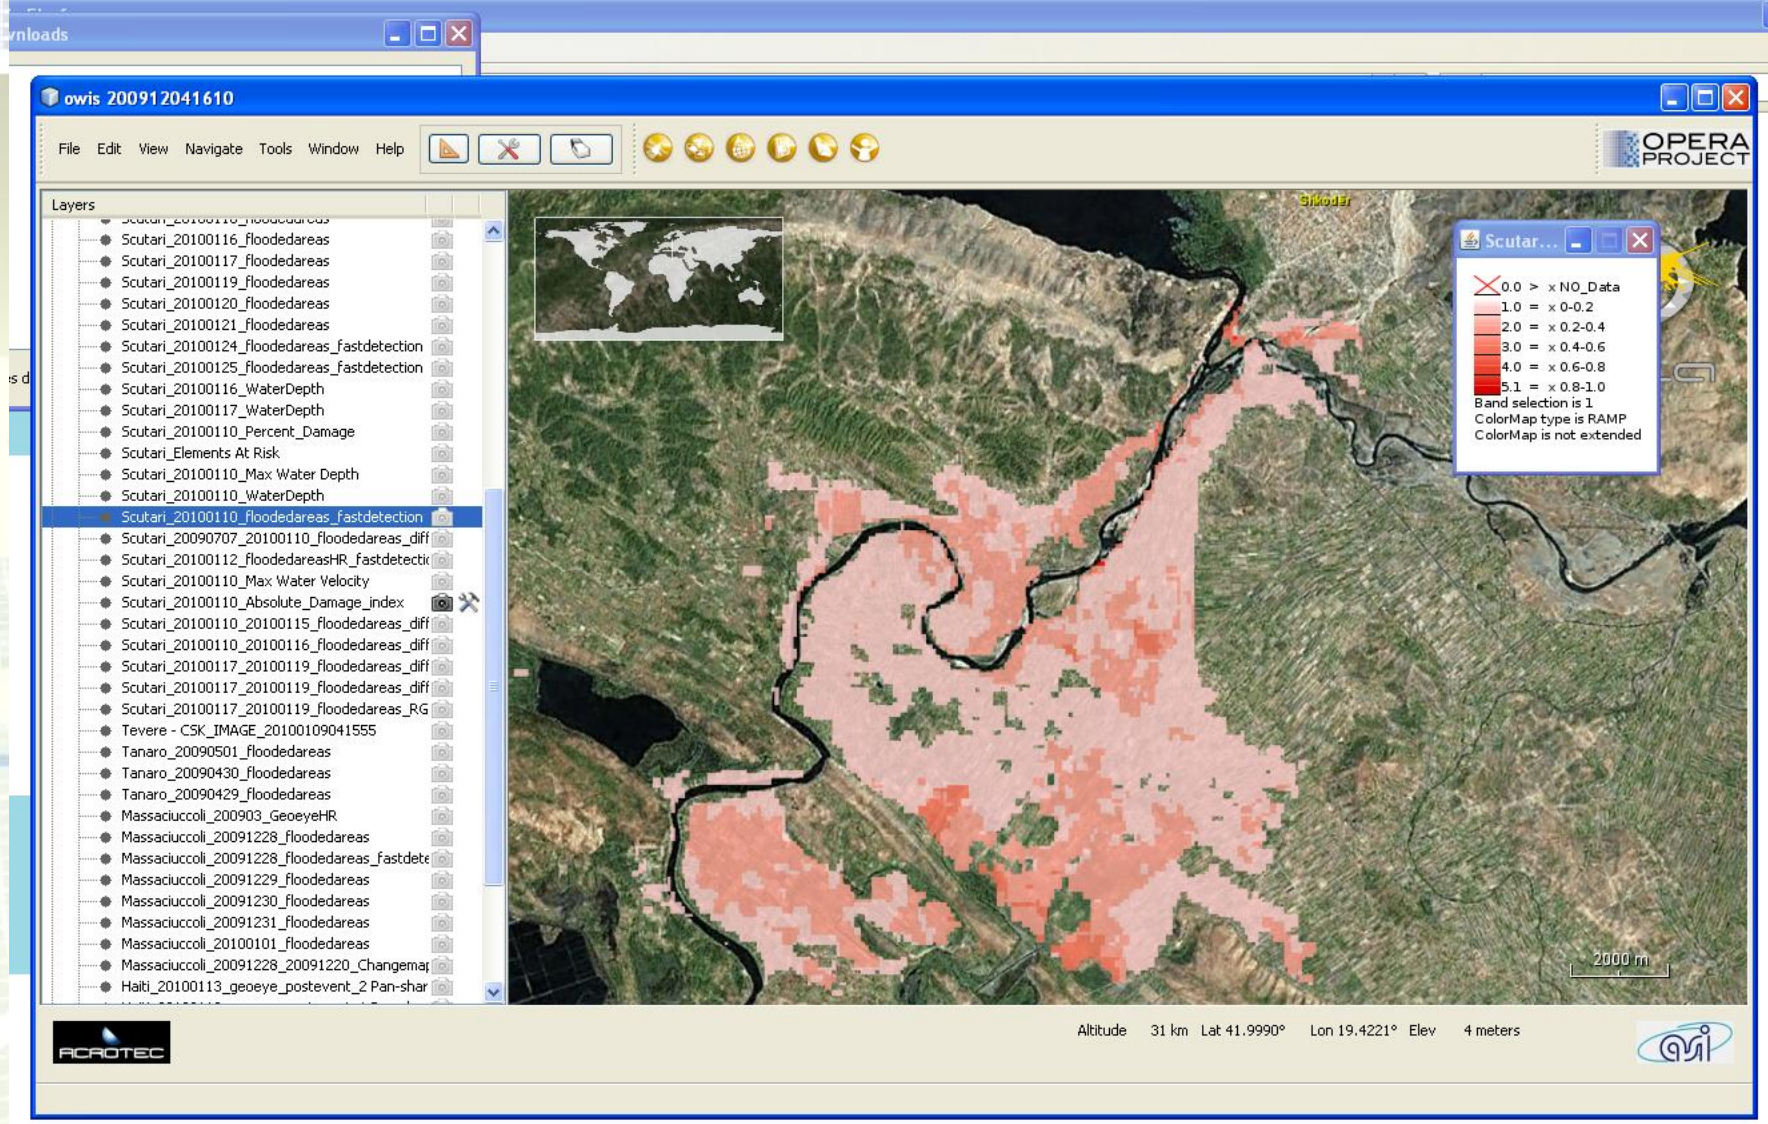 wnloads
owis 200912041610
File Edit View Navigate Tools Window Help
OPERA
PROJECT
Layers
Scutari_20100116_floodedareas
Scutari_20100117_floodedareas
Scutari_20100119_floodedareas
Scutari_20100120_floodedareas
Scutari_20100121_floodedareas
Scutari_20100124_floodedareas_fastdetection
Scutari_20100125_floodedareas_fastdetection
Scutari_20100116_WaterDepth
Scutari_20100117_WaterDepth
Scutari_20100110_Percent_Damage
Scutari_Elements At Risk
Scutari_20100110_Max Water Depth
Scutari_20100110_WaterDepth
Scutari_20100110_floodedareas_fastdetection
Scutari_20090707_20100110_floodedareas_diff
Scutari_20100112_floodedareasHR_fastdetectio
Scutari_20100110_Max Water Velocity
Scutari_20100110_Absolute_Damage_index
Scutari_20100110_20100115_floodedareas_diff
Scutari_20100110_20100116_floodedareas_diff
Scutari_20100117_20100119_floodedareas_diff
Scutari_20100117_20100119_floodedareas_diff
Scutari_20100117_20100119_floodedareas_RG
Tevere - CSK_IMAGE_20100109041555
Tanaro_20090501_floodedareas
Tanaro_20090430_floodedareas
Tanaro_20090429_floodedareas
Massaciuccoli_200903_GeoeyeHR
Massaciuccoli_20091228_floodedareas
Massaciuccoli_20091228_floodedareas_fastdete
Massaciuccoli_20091229_floodedareas
Massaciuccoli_20091230_floodedareas
Massaciuccoli_20091231_floodedareas
Massaciuccoli_20100101_floodedareas
Massaciuccoli_20091228_20091220_Changemap
Haiti_20100113_geoeye_postevent_2 Pan-shar
Shkodër
Scutar...
0.0 > x NO_Data
1.0 = x 0-0.2
2.0 = x 0.2-0.4
3.0 = x 0.4-0.6
4.0 = x 0.6-0.8
5.1 = x 0.8-1.0
Band selection is 1
ColorMap type is RAMP
ColorMap is not extended
2000 m
Altitude 31 km Lat 41.9990° Lon 19.4221° Elev 4 meters
ACROTEC
asi